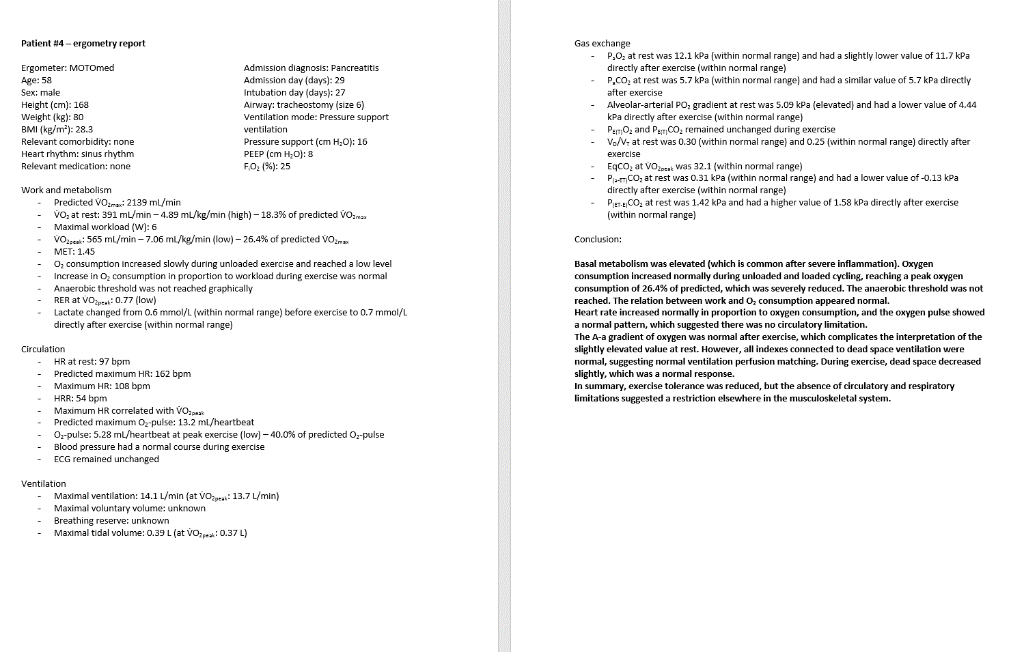 Patient #4 – ergometry report
Ergometer: MOTOmed
Age: 58
Sex: male
Height (cm): 168
Weight (kg): 80
BMI (kg/m²): 28.3
Relevant comorbidity: none
Heart rhythm: sinus rhythm
Relevant medication: none
Admission diagnosis: Pancreatitis
Admission day (days): 29
Intubation day (days): 27
Airway: tracheostomy (size 6)
Ventilation mode: Pressure support
ventilation
Pressure support (cm H₂O): 16
PEEP (cm H₂O): 8
FᵢO₂ (%): 25
Work and metabolism
- Predicted V̇O₂max: 2139 mL/min
- V̇O₂ at rest: 391 mL/min – 4.89 mL/kg/min (high) – 18.3% of predicted V̇O₂max
- Maximal workload (W): 6
- V̇O₂peak: 565 mL/min – 7.06 mL/kg/min (low) – 26.4% of predicted V̇O₂max
- MET: 1.45
- O₂ consumption increased slowly during unloaded exercise and reached a low level
- Increase in O₂ consumption in proportion to workload during exercise was normal
- Anaerobic threshold was not reached graphically
- RER at V̇O₂peak: 0.77 (low)
- Lactate changed from 0.6 mmol/L (within normal range) before exercise to 0.7 mmol/L
directly after exercise (within normal range)
Circulation
- HR at rest: 97 bpm
- Predicted maximum HR: 162 bpm
- Maximum HR: 108 bpm
- HRR: 54 bpm
- Maximum HR correlated with V̇O₂peak
- Predicted maximum O₂-pulse: 13.2 mL/heartbeat
- O₂-pulse: 5.28 mL/heartbeat at peak exercise (low) – 40.0% of predicted O₂-pulse
- Blood pressure had a normal course during exercise
- ECG remained unchanged
Ventilation
- Maximal ventilation: 14.1 L/min (at V̇O₂peak: 13.7 L/min)
- Maximal voluntary volume: unknown
- Breathing reserve: unknown
- Maximal tidal volume: 0.39 L (at V̇O₂peak: 0.37 L)
Gas exchange
- PₐO₂ at rest was 12.1 kPa (within normal range) and had a slightly lower value of 11.7 kPa
directly after exercise (within normal range)
- PₐCO₂ at rest was 5.7 kPa (within normal range) and had a similar value of 5.7 kPa directly
after exercise
- Alveolar-arterial PO₂ gradient at rest was 5.09 kPa (elevated) and had a lower value of 4.44
kPa directly after exercise (within normal range)
- PE(T)O₂ and PE(T)CO₂ remained unchanged during exercise
- VD/VT at rest was 0.30 (within normal range) and 0.25 (within normal range) directly after
exercise
- EqCO₂ at V̇O₂peak was 32.1 (within normal range)
- P(a-ET)CO₂ at rest was 0.31 kPa (within normal range) and had a lower value of -0.13 kPa
directly after exercise (within normal range)
- P(ET-E)CO₂ at rest was 1.42 kPa and had a higher value of 1.58 kPa directly after exercise
(within normal range)
Conclusion:
Basal metabolism was elevated (which is common after severe inflammation). Oxygen
consumption increased normally during unloaded and loaded cycling, reaching a peak oxygen
consumption of 26.4% of predicted, which was severely reduced. The anaerobic threshold was not
reached. The relation between work and O₂ consumption appeared normal.
Heart rate increased normally in proportion to oxygen consumption, and the oxygen pulse showed
a normal pattern, which suggested there was no circulatory limitation.
The A-a gradient of oxygen was normal after exercise, which complicates the interpretation of the
slightly elevated value at rest. However, all indexes connected to dead space ventilation were
normal, suggesting normal ventilation perfusion matching. During exercise, dead space decreased
slightly, which was a normal response.
In summary, exercise tolerance was reduced, but the absence of circulatory and respiratory
limitations suggested a restriction elsewhere in the musculoskeletal system.